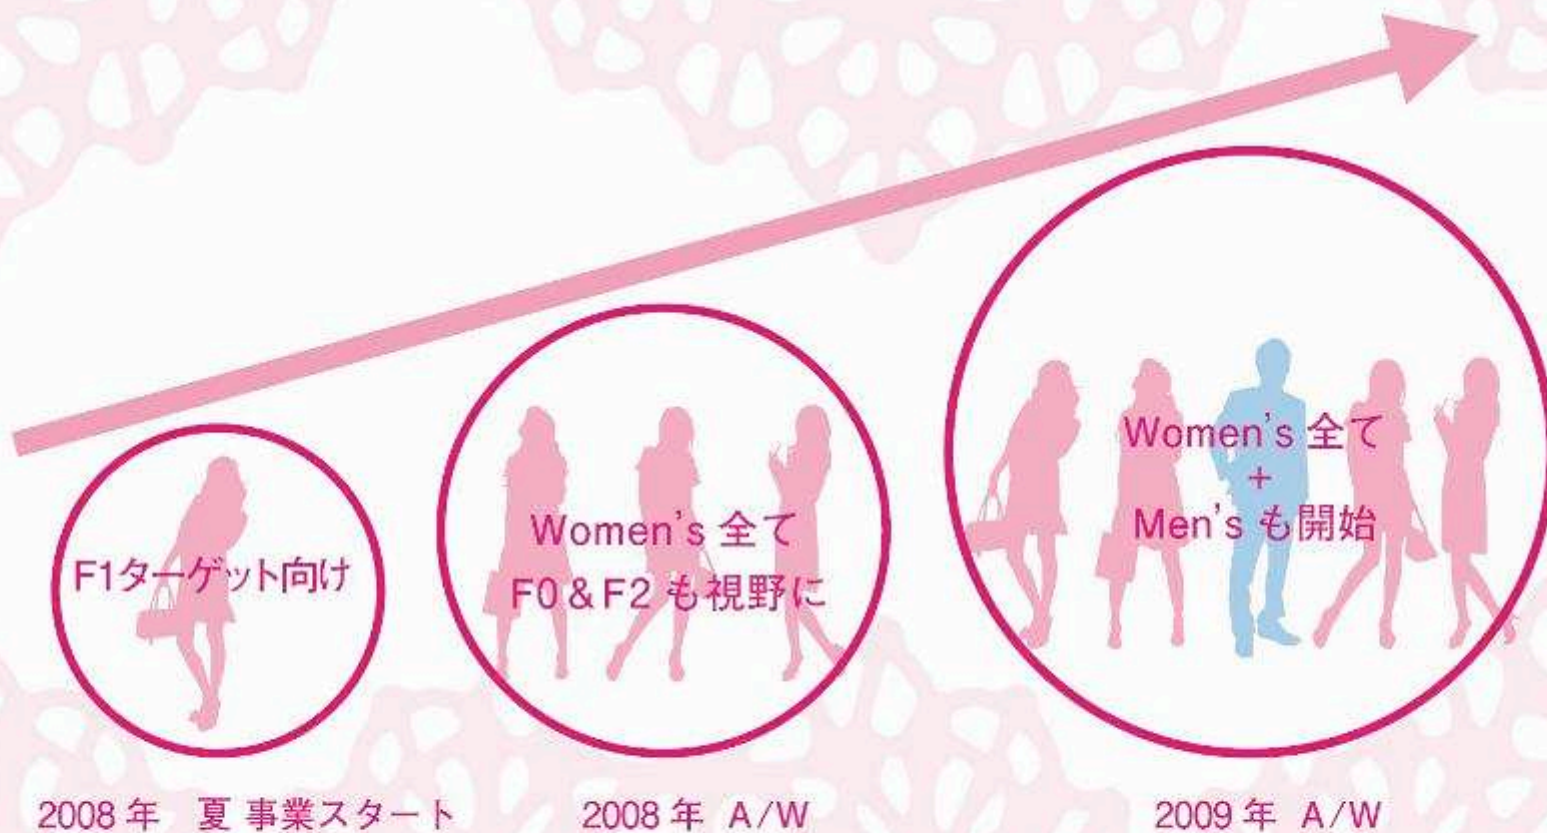 F1ターゲット向け
Women's 全て
F0&F2 も視野に
Women's 全て
+
Men's も開始
2008 年　夏 事業スタート
2008 年 A/W
2009 年 A/W